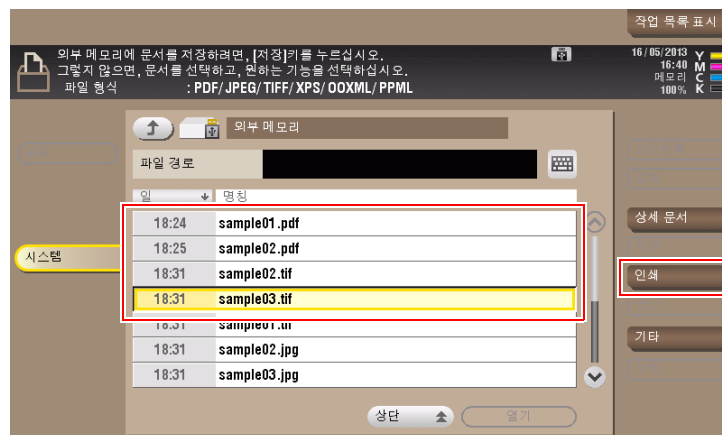 작업 목록 표시
외부 메모리에 문서를 저장하려면, [저장]키를 누르십시오.
그렇지 않으면, 문서를 선택하고, 원하는 기능을 선택하십시오.
파일 형식 : PDF/JPEG/TIFF/XPS/OOXML/PPML
16/05/2013
16:40
메모리
100%
Y
M
C
K
외부 메모리
파일 경로
일 명칭
18:24 sample01.pdf
18:25 sample02.pdf
18:31 sample02.tif
18:31 sample03.tif
18:31 sample02.jpg
18:31 sample03.jpg
시스템
상세 문서
인쇄
기타
상단
열기